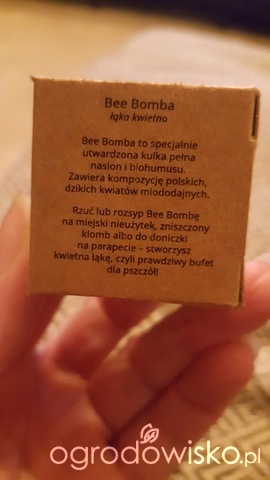 Bee Bomba
łąka kwietna
Bee Bomba to specjalnie
utwardzona kulka pełna
nasion i biohumusu.
Zawiera kompozycję polskich,
dzikich kwiatów miododajnych.
Rzuć lub rozsyp Bee Bombę
na miejski nieużytek, zniszczony
klomb albo do doniczki
na parapecie – stworzysz
kwietną łąkę, czyli prawdziwy bufet
dla pszczół!
ogrodowisko.pl